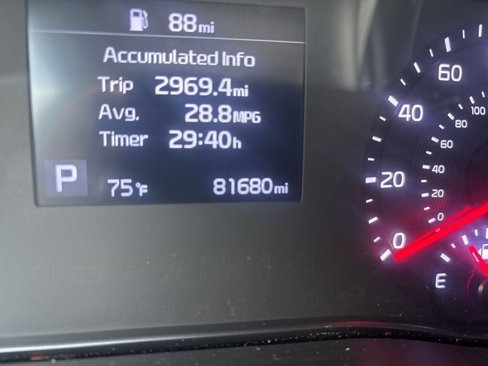 88mi
Accumulated Info
Trip 2969.4mi
Avg. 28.8MPG
Timer 29:40h
P 75°F 81680mi
60
40
20
0
100
80
60
40
20
0
E